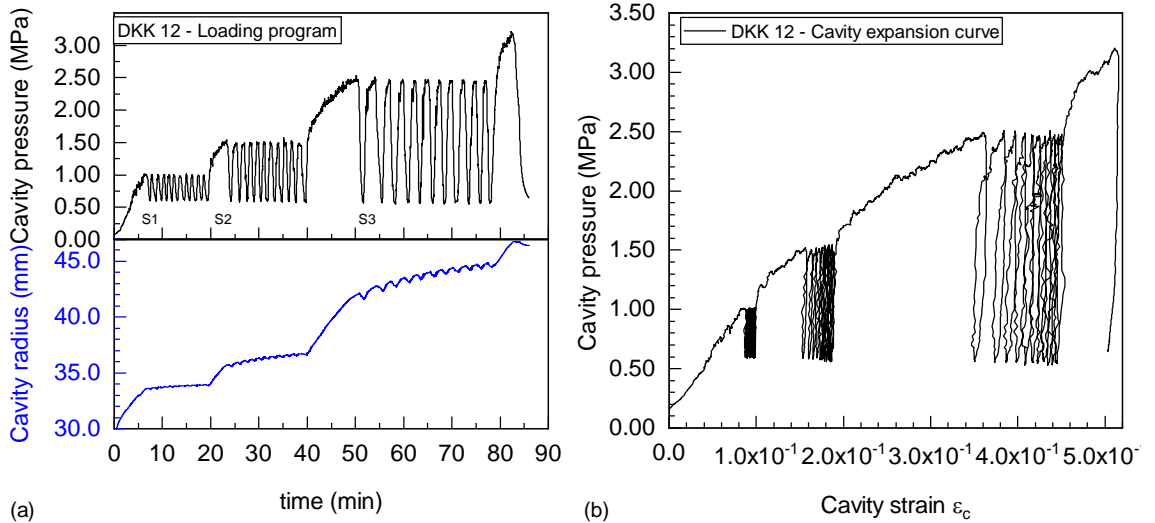 DKK 12 - Loading program
Cavity pressure (MPa)
3.00
2.50
2.00
1.50
1.00
0.50
0.00
S1
S2
S3
Cavity radius (mm)
45.0
40.0
35.0
30.0
0 10 20 30 40 50 60 70 80 90
time (min)
(a)
DKK 12 - Cavity expansion curve
Cavity pressure (MPa)
3.50
3.00
2.50
2.00
1.50
1.00
0.50
0.00
0.0 1.0x10⁻¹ 2.0x10⁻¹ 3.0x10⁻¹ 4.0x10⁻¹ 5.0x10⁻¹
Cavity strain εc
(b)